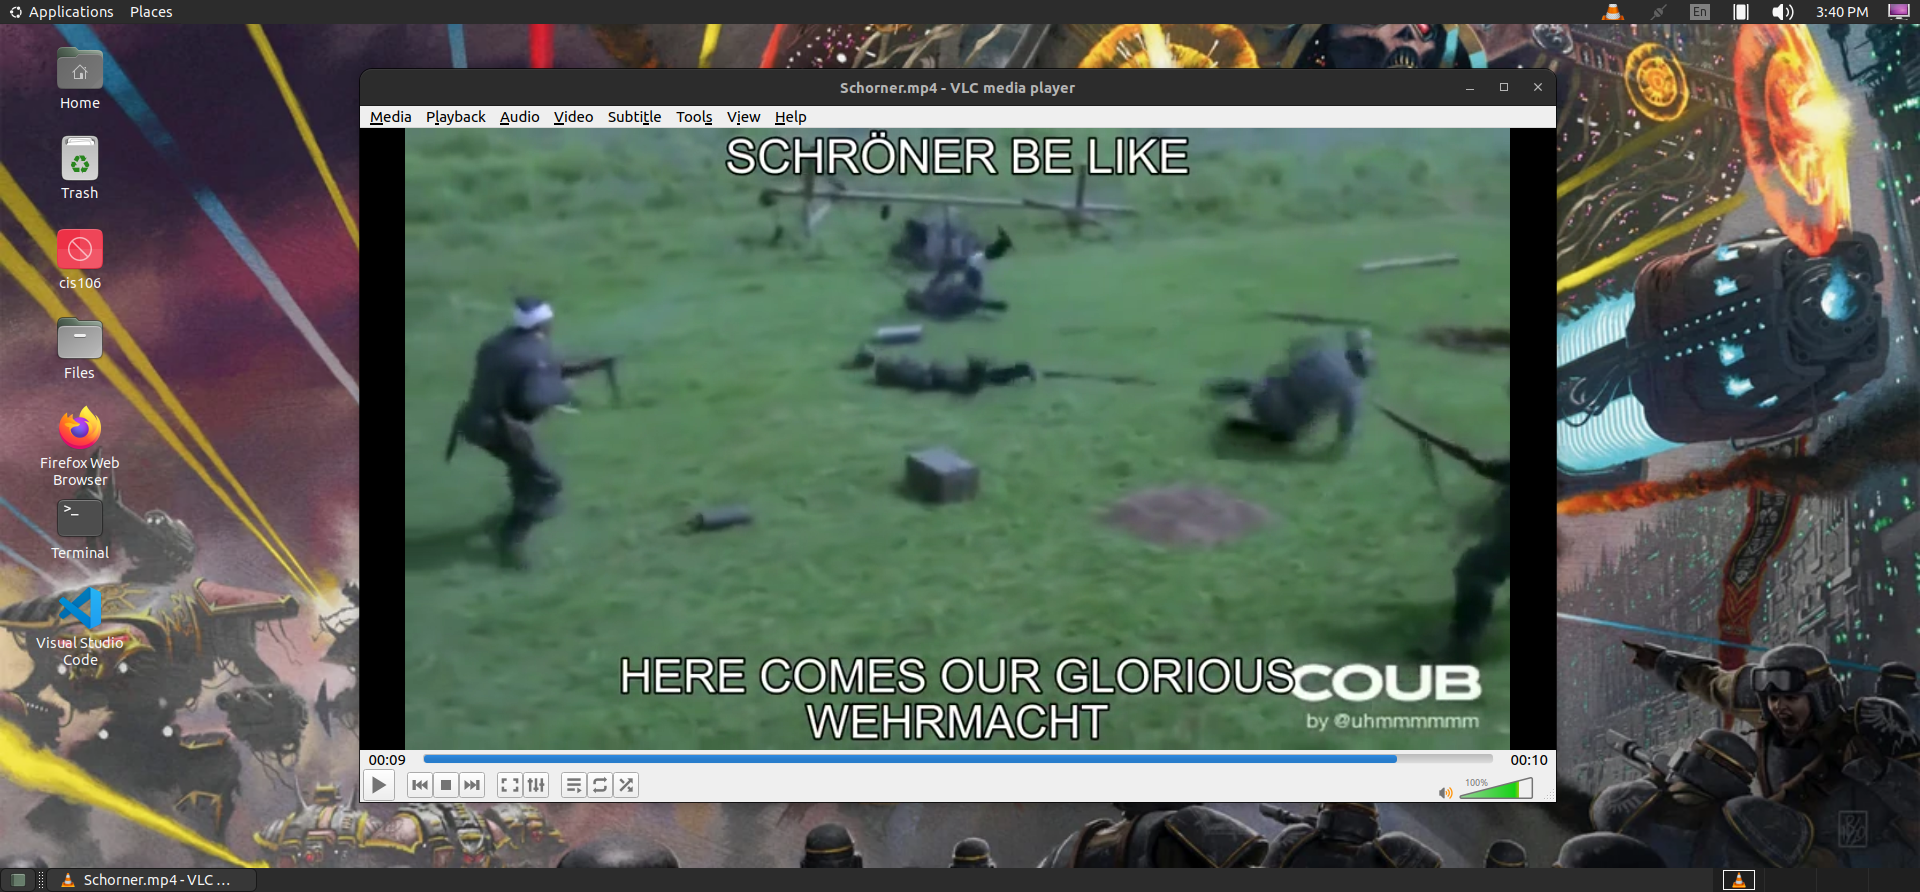 Applications Places
En 3:40 PM
Home
Trash
cis106
Files
Firefox Web
Browser
>_
Terminal
Visual Studio
Code
Schorner.mp4 - VLC media player
Media Playback Audio Video Subtitle Tools View Help
SCHRÖNER BE LIKE
HERE COMES OUR GLORIOUS
WEHRMACHT
COUB
by @uhmmmmmm
00:09 00:10
100%
Schorner.mp4 - VLC ...